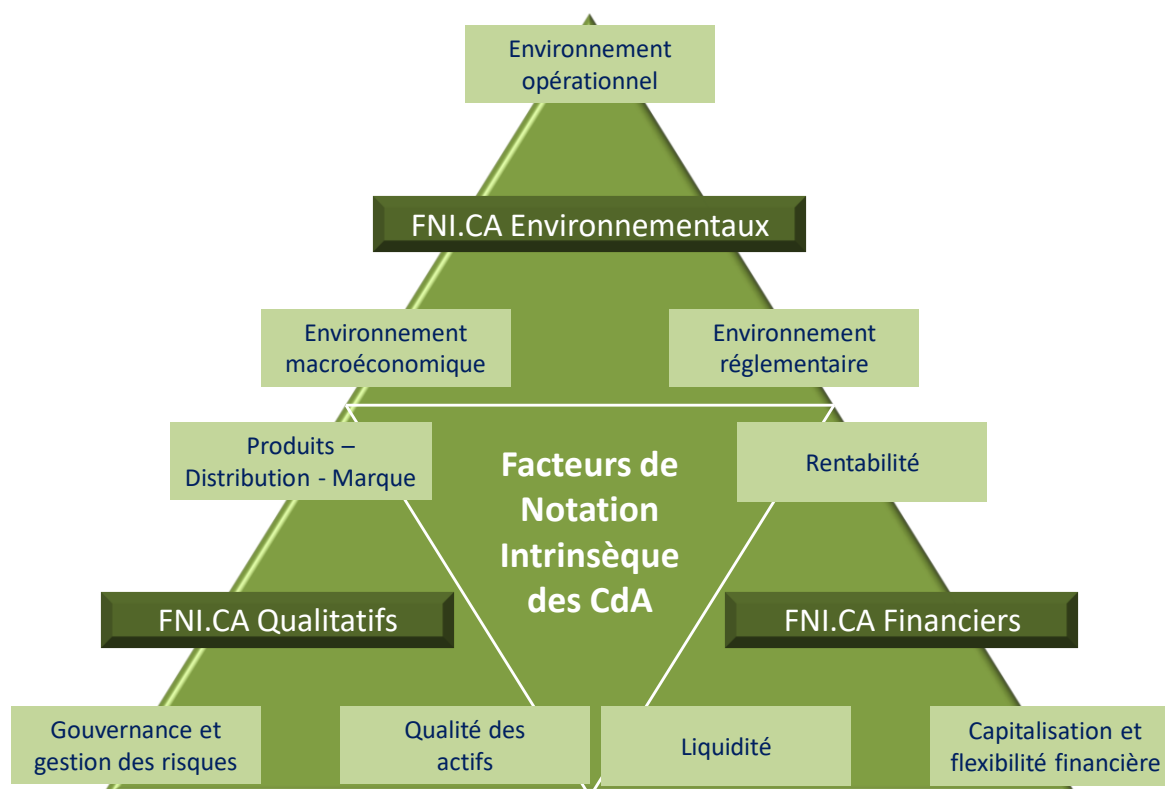 Environnement
opérationnel
FNI.CA Environnementaux
Environnement
macroéconomique
Environnement
réglementaire
Produits –
Distribution - Marque
Facteurs de
Notation
Intrinsèque
des CdA
Rentabilité
FNI.CA Qualitatifs
FNI.CA Financiers
Gouvernance et
gestion des risques
Qualité des
actifs
Liquidité
Capitalisation et
flexibilité financière